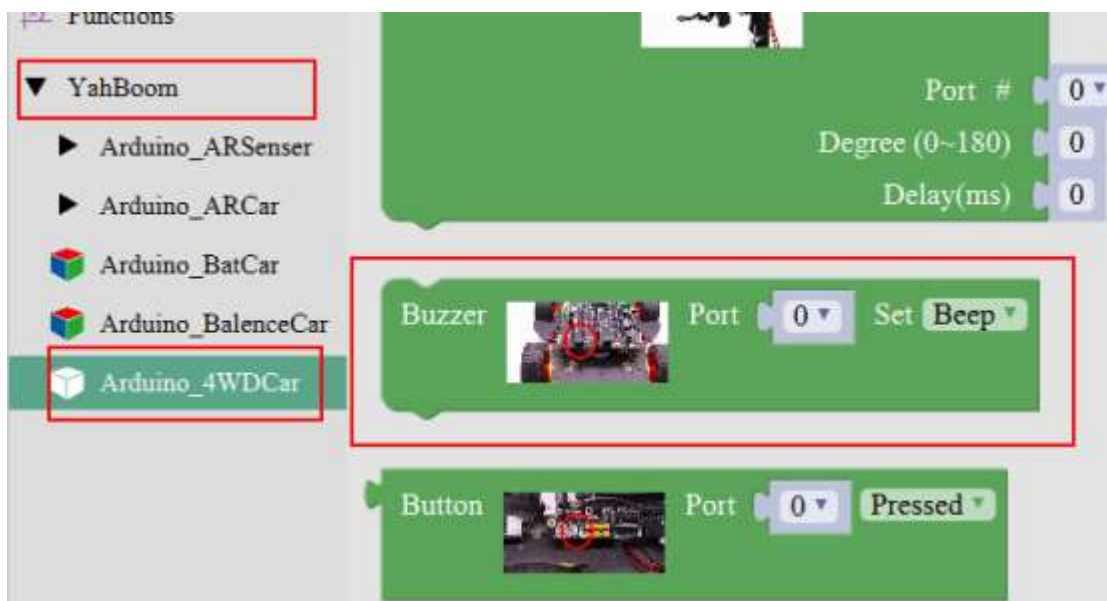 Functions
YahBoom
Arduino_ARSenser
Arduino_ARCar
Arduino_BatCar
Arduino_BalenceCar
Arduino_4WDCar
Port # 0
Degree (0~180) 0
Delay(ms) 0
Buzzer Port 0 Set Beep
Button Port 0 Pressed